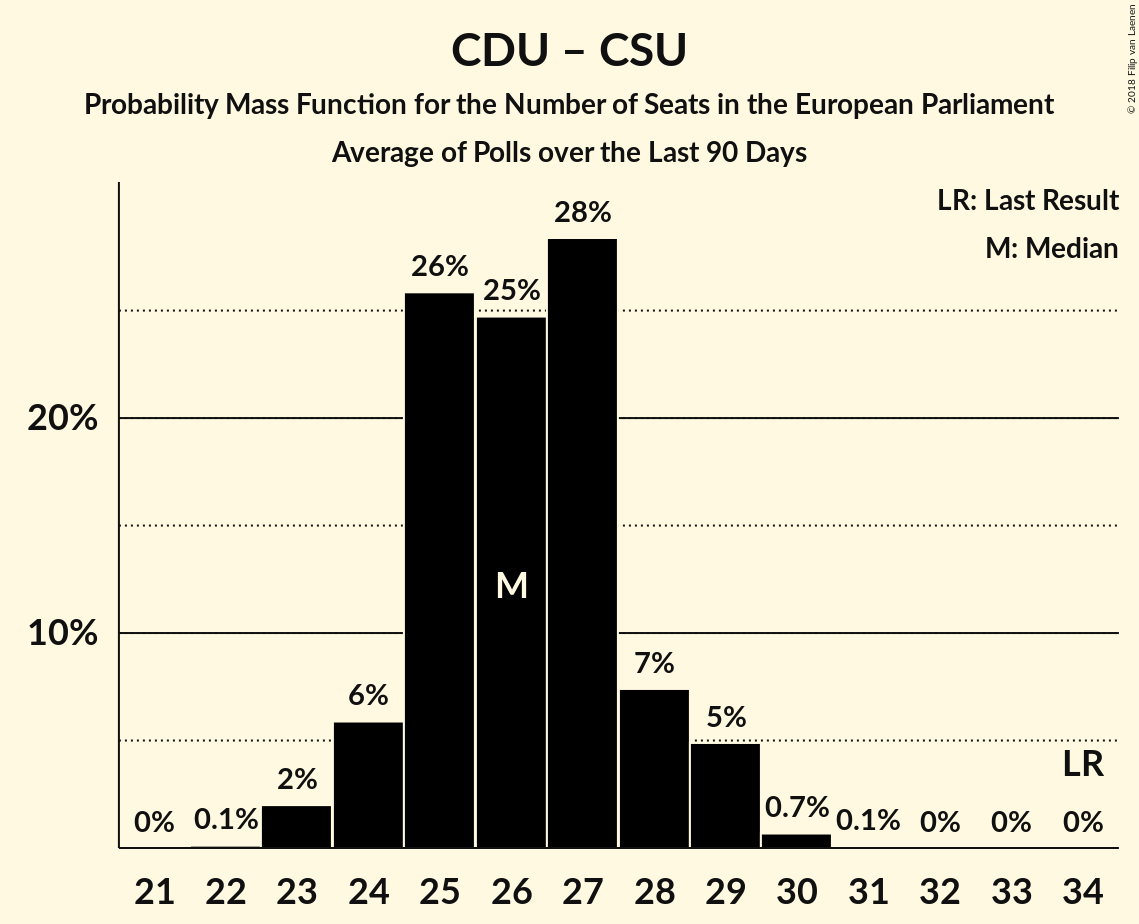 CDU – CSU
Probability Mass Function for the Number of Seats in the European Parliament
Average of Polls over the Last 90 Days
© 2018 Filip van Laenen
LR: Last Result
M: Median
28%
26%
25%
20%
M
10%
7%
6%
5%
LR
2%
0% 0.1% 0.7% 0.1% 0% 0% 0%
21 22 23 24 25 26 27 28 29 30 31 32 33 34